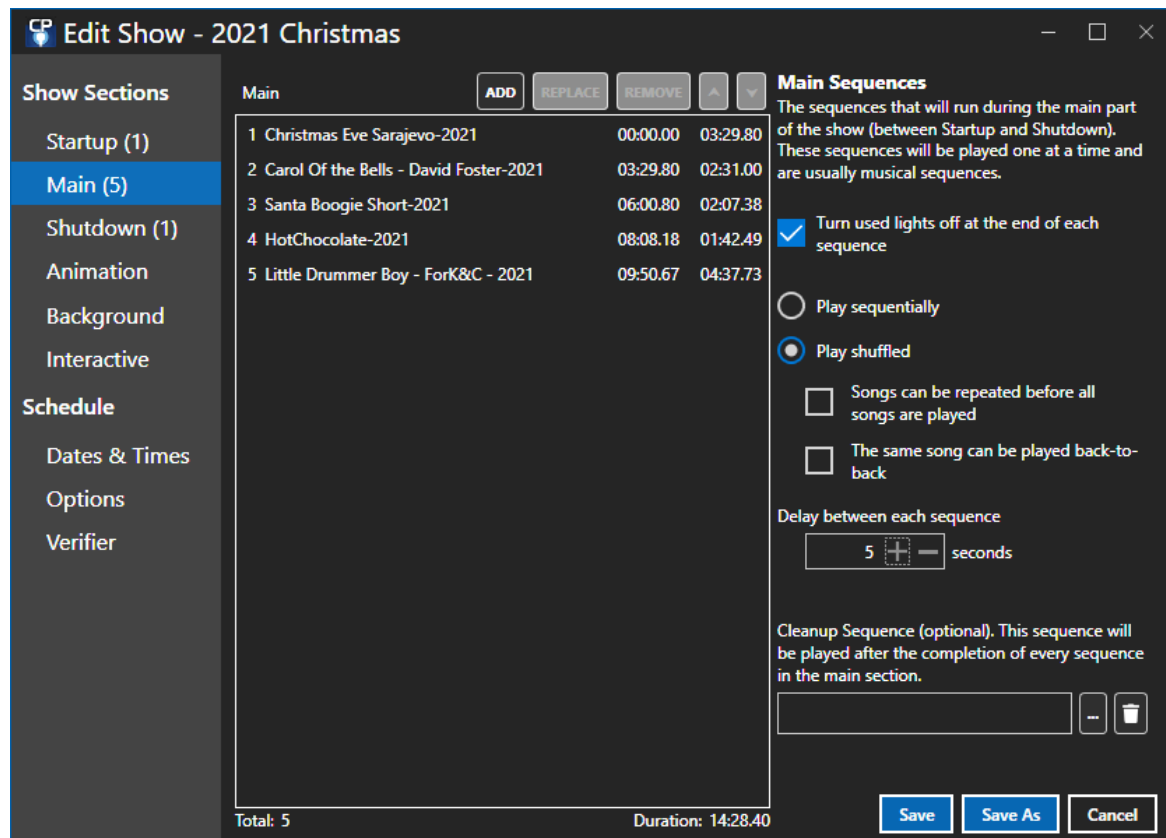 CP Edit Show - 2021 Christmas
Show Sections
Startup (1)
Main (5)
Shutdown (1)
Animation
Background
Interactive
Schedule
Dates & Times
Options
Verifier
Main ADD REPLACE REMOVE
1 Christmas Eve Sarajevo-2021 00:00.00 03:29.80
2 Carol Of the Bells - David Foster-2021 03:29.80 02:31.00
3 Santa Boogie Short-2021 06:00.80 02:07.38
4 HotChocolate-2021 08:08.18 01:42.49
5 Little Drummer Boy - ForK&C - 2021 09:50.67 04:37.73
Total: 5 Duration: 14:28.40
Main Sequences
The sequences that will run during the main part
of the show (between Startup and Shutdown).
These sequences will be played one at a time and
are usually musical sequences.
Turn used lights off at the end of each
sequence
Play sequentially
Play shuffled
Songs can be repeated before all
songs are played
The same song can be played back-to-
back
Delay between each sequence
5 seconds
Cleanup Sequence (optional). This sequence will
be played after the completion of every sequence
in the main section.
...
Save Save As Cancel